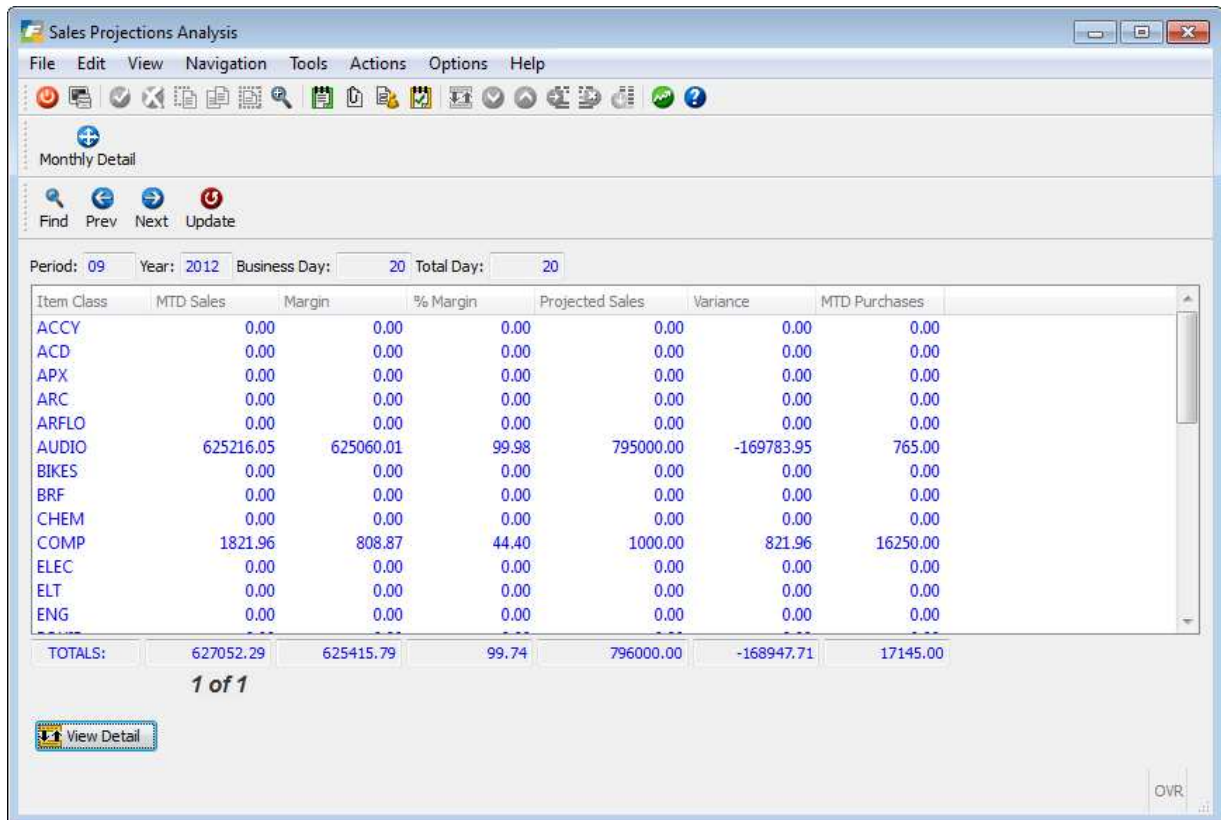 Sales Projections Analysis
File Edit View Navigation Tools Actions Options Help
Monthly Detail
Find Prev Next Update
Period: 09 Year: 2012 Business Day: 20 Total Day: 20
Item Class MTD Sales Margin % Margin Projected Sales Variance MTD Purchases
ACCY 0.00 0.00 0.00 0.00 0.00 0.00
ACD 0.00 0.00 0.00 0.00 0.00 0.00
APX 0.00 0.00 0.00 0.00 0.00 0.00
ARC 0.00 0.00 0.00 0.00 0.00 0.00
ARFLO 0.00 0.00 0.00 0.00 0.00 0.00
AUDIO 625216.05 625060.01 99.98 795000.00 -169783.95 765.00
BIKES 0.00 0.00 0.00 0.00 0.00 0.00
BRF 0.00 0.00 0.00 0.00 0.00 0.00
CHEM 0.00 0.00 0.00 0.00 0.00 0.00
COMP 1821.96 808.87 44.40 1000.00 821.96 16250.00
ELEC 0.00 0.00 0.00 0.00 0.00 0.00
ELT 0.00 0.00 0.00 0.00 0.00 0.00
ENG 0.00 0.00 0.00 0.00 0.00 0.00
TOTALS: 627052.29 625415.79 99.74 796000.00 -168947.71 17145.00
1 of 1
View Detail
OVR